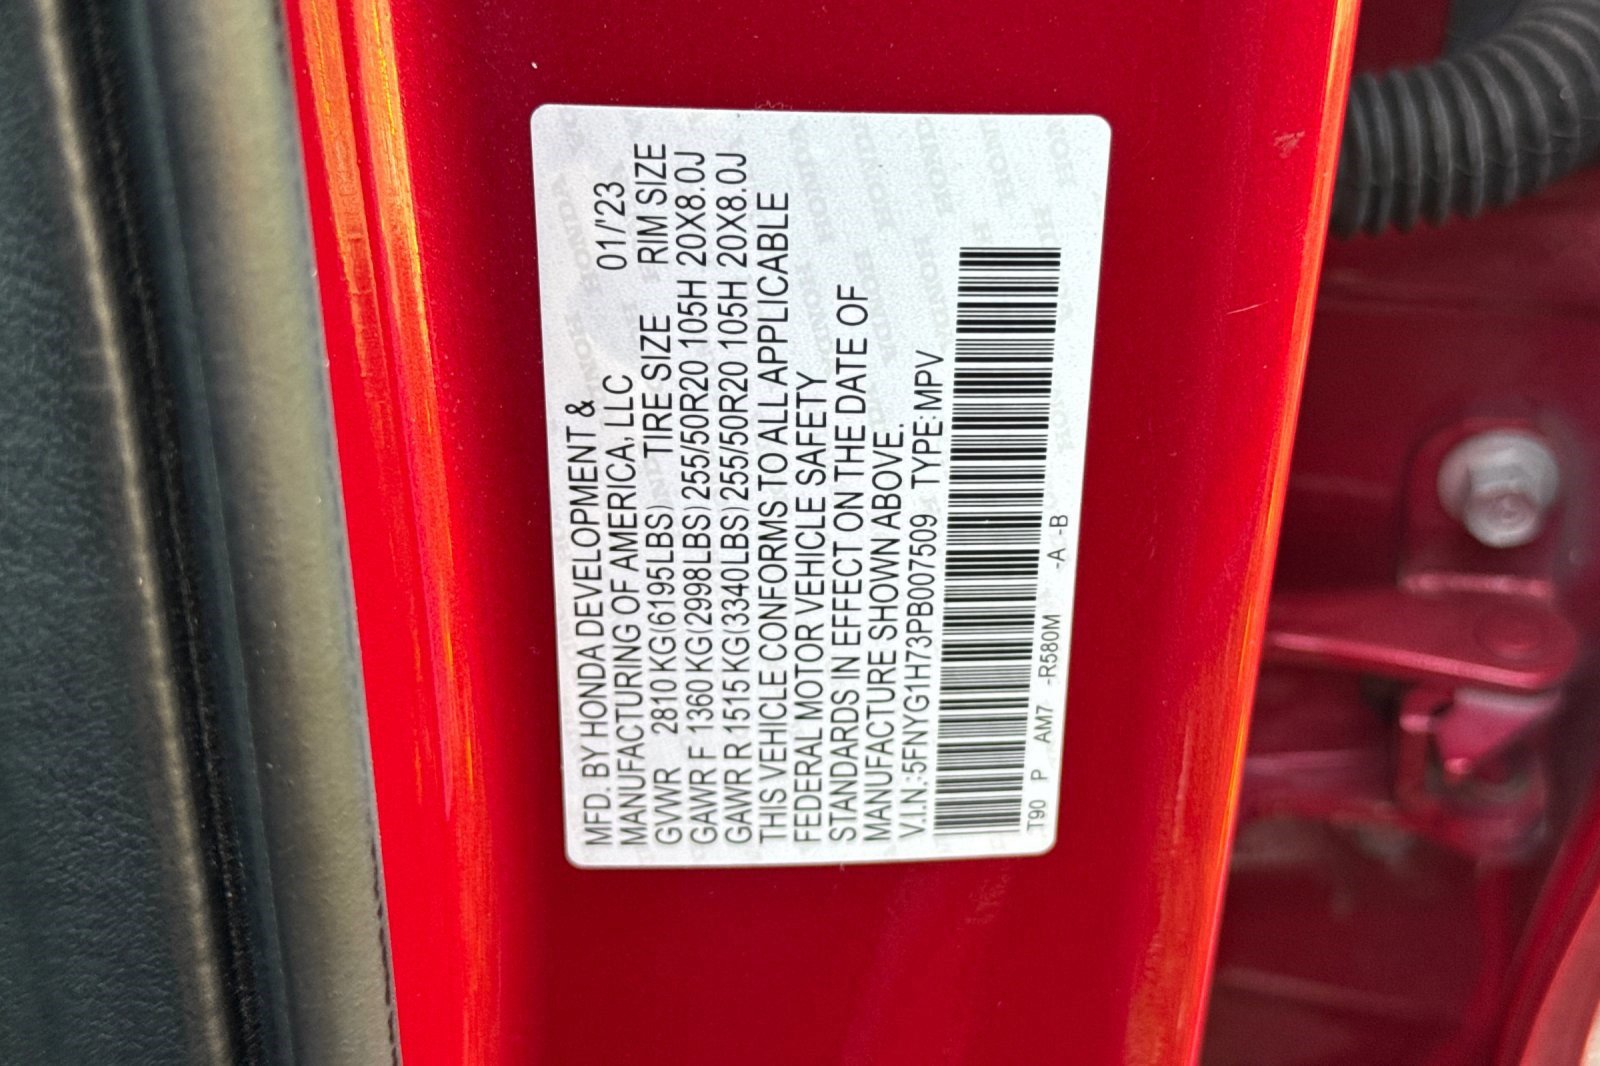 MFD. BY HONDA DEVELOPMENT &
MANUFACTURING OF AMERICA, LLC 01/'23
GVWR 2810 KG(6195LBS) TIRE SIZE RIM SIZE
GAWR F 1360 KG(2998LBS) 255/50R20 105H 20X8.0J
GAWR R 1515 KG(3340LBS) 255/50R20 105H 20X8.0J
THIS VEHICLE CONFORMS TO ALL APPLICABLE
FEDERAL MOTOR VEHICLE SAFETY
STANDARDS IN EFFECT ON THE DATE OF
MANUFACTURE SHOWN ABOVE.
V.I.N.:5FNYG1H73PB007509 TYPE:MPV
T90 P AM7 -R580M -A -B